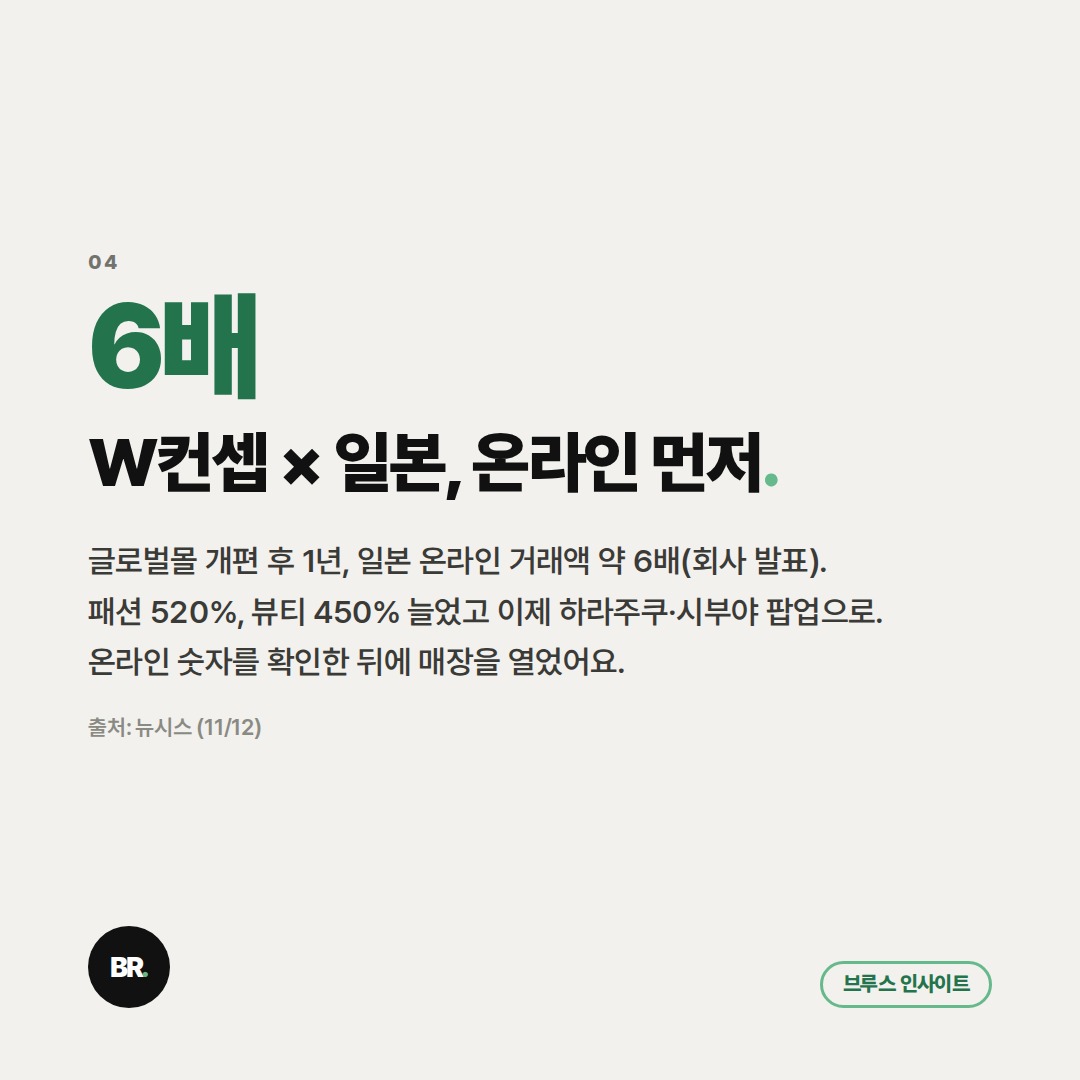 04
6배
W컨셉 × 일본, 온라인 먼저.
글로벌몰 개편 후 1년, 일본 온라인 거래액 약 6배(회사 발표).
패션 520%, 뷰티 450% 늘었고 이제 하라주쿠·시부야 팝업으로.
온라인 숫자를 확인한 뒤에 매장을 열었어요.
출처: 뉴시스 (11/12)
BR.
브루스 인사이트